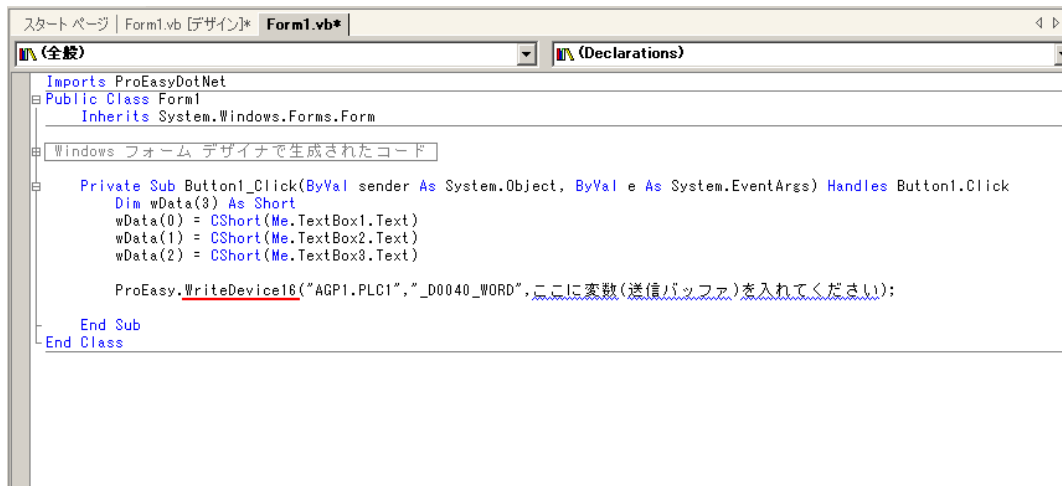 スタート ページ | Form1.vb [デザイン]* Form1.vb*
(全般) (Declarations)
Imports ProEasyDotNet
Public Class Form1
Inherits System.Windows.Forms.Form
Windows フォーム デザイナで生成されたコード
Private Sub Button1_Click(ByVal sender As System.Object, ByVal e As System.EventArgs) Handles Button1.Click
Dim wData(3) As Short
wData(0) = CShort(Me.TextBox1.Text)
wData(1) = CShort(Me.TextBox2.Text)
wData(2) = CShort(Me.TextBox3.Text)
ProEasy.WriteDevice16("AGP1.PLC1","_D0040_WORD",ここに変数(送信バッファ)を入れてください);
End Sub
End Class